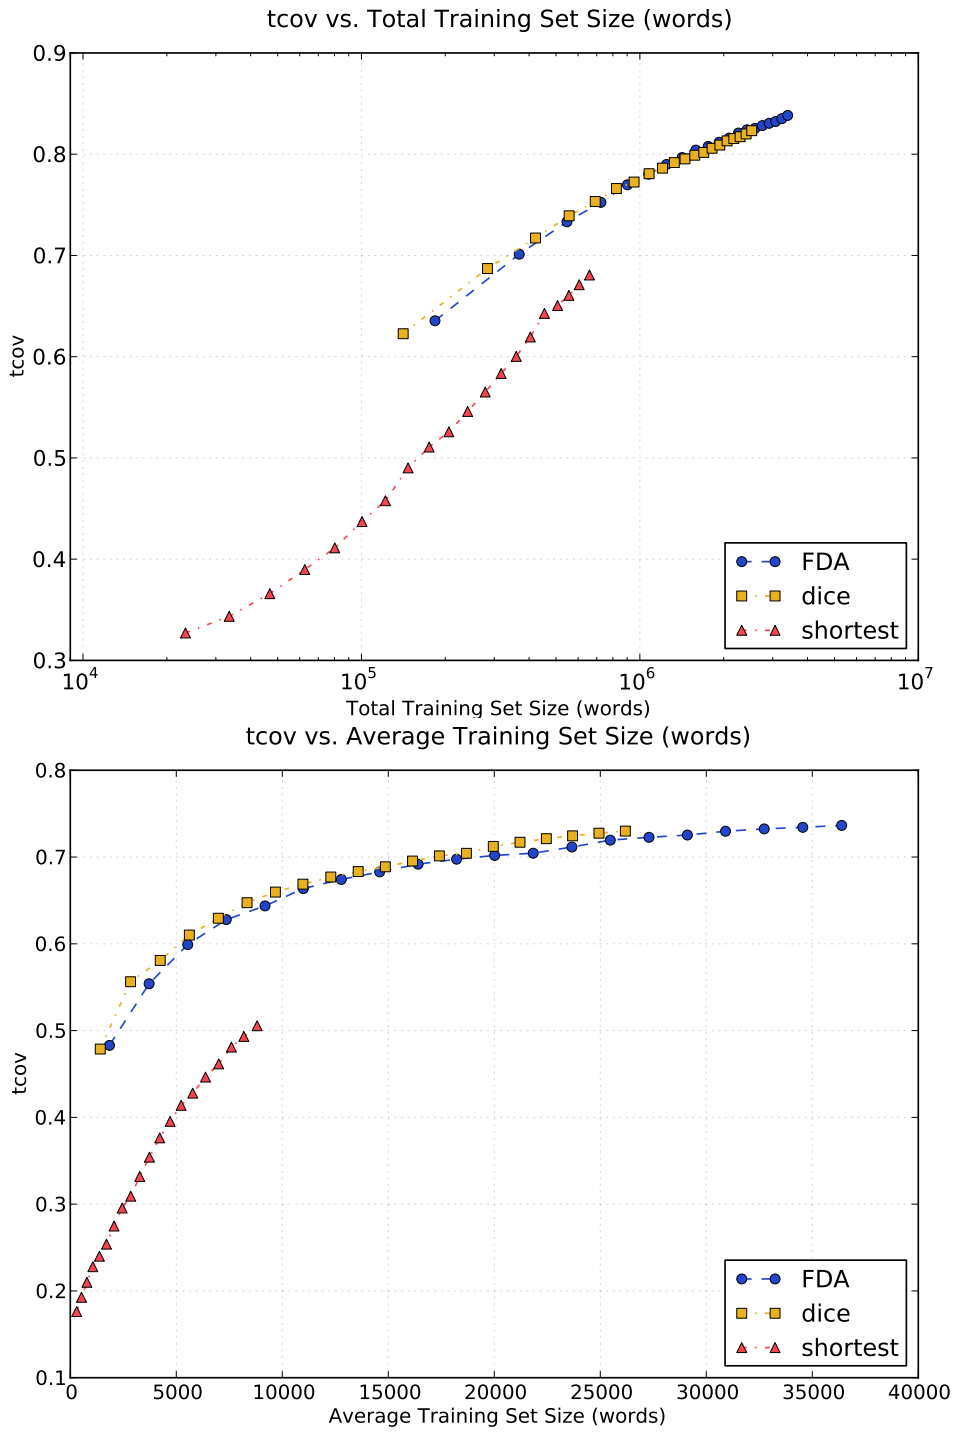 tcov vs. Total Training Set Size (words)
0.9
0.8
0.7
0.6
0.5
0.4
0.3
tcov
FDA
dice
shortest
10^4 10^5 10^6 10^7
Total Training Set Size (words)
tcov vs. Average Training Set Size (words)
0.8
0.7
0.6
0.5
0.4
0.3
0.2
0.1
tcov
FDA
dice
shortest
0 5000 10000 15000 20000 25000 30000 35000 40000
Average Training Set Size (words)